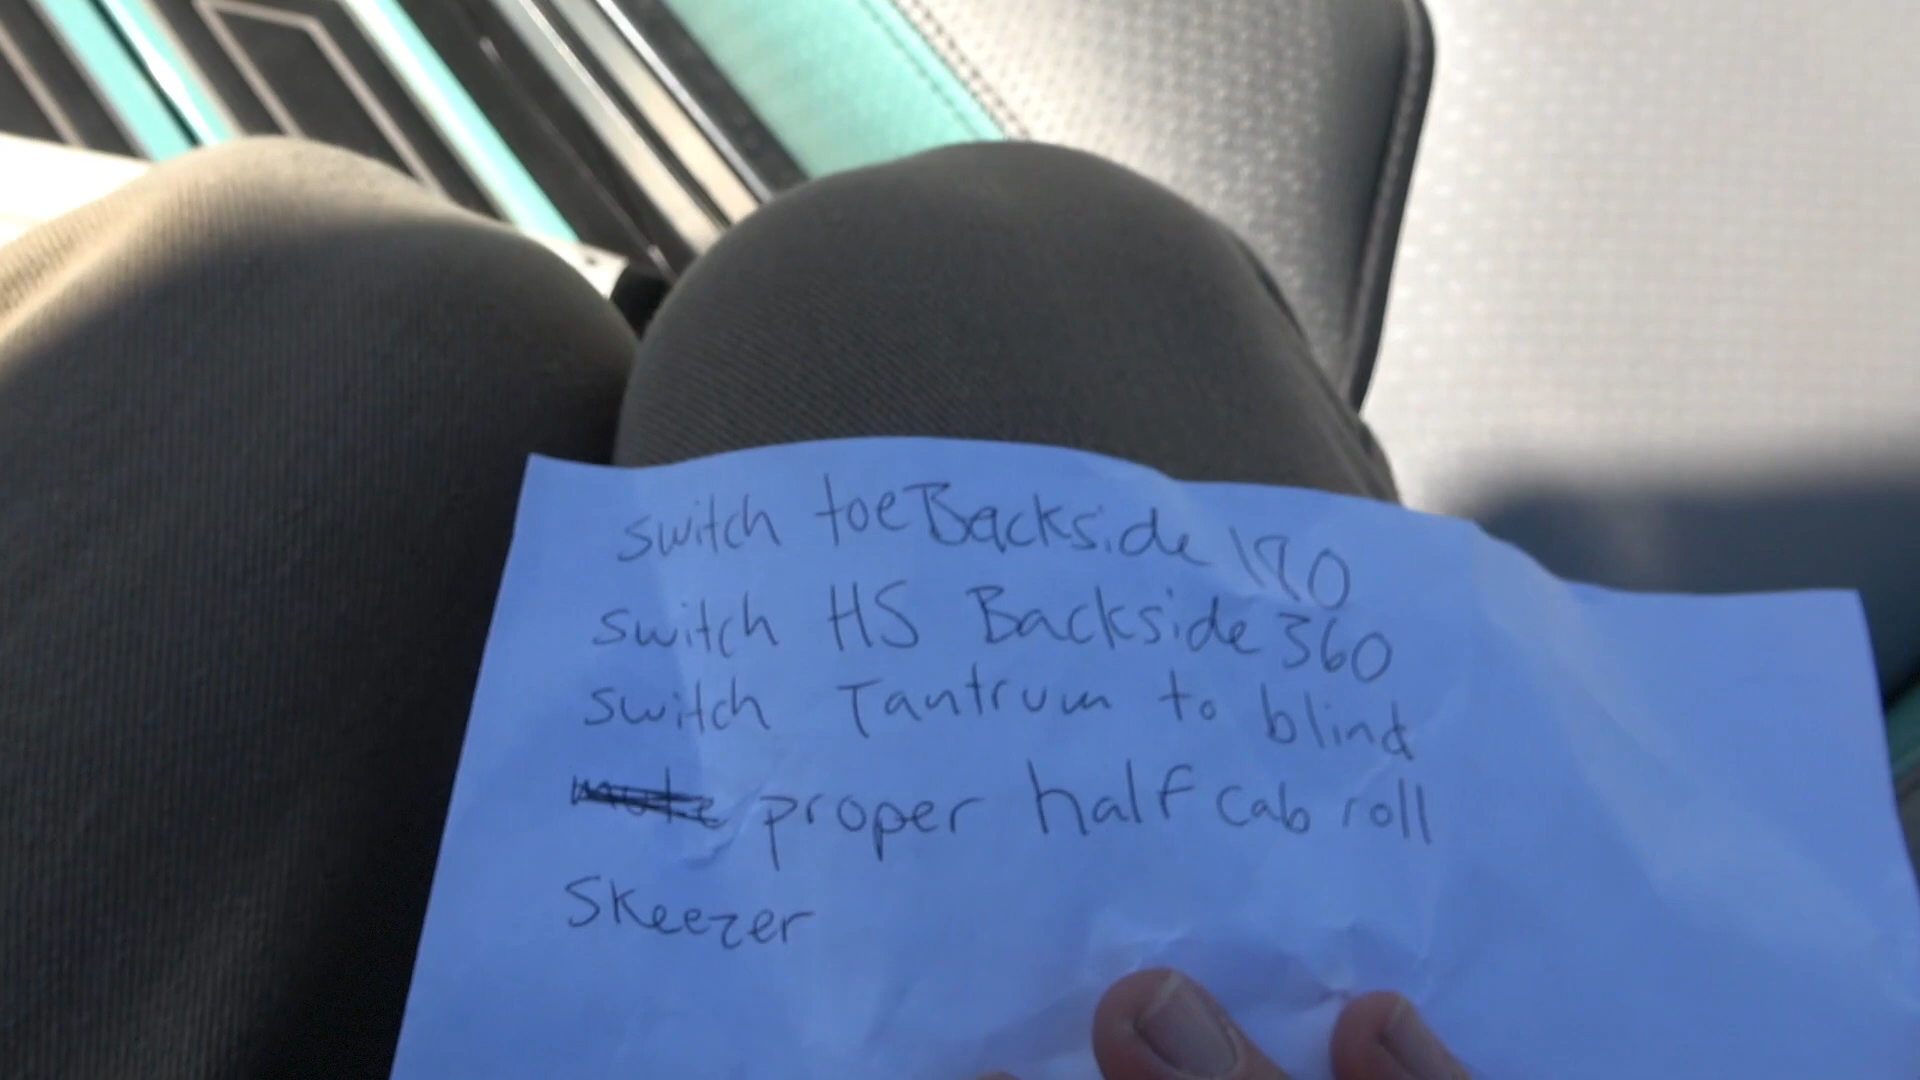 switch toe Backside 180
switch HS Backside 360
switch Tantrum to blind
proper half cab roll
Skeezer